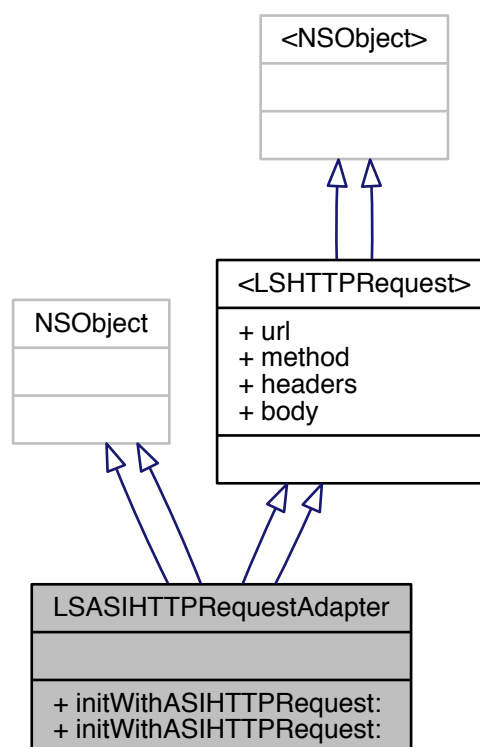 <NSObject>
<LSHTTPRequest>
+ url
+ method
+ headers
+ body
NSObject
LSASIHTTPRequestAdapter
+ initWithASIHTTPRequest:
+ initWithASIHTTPRequest: